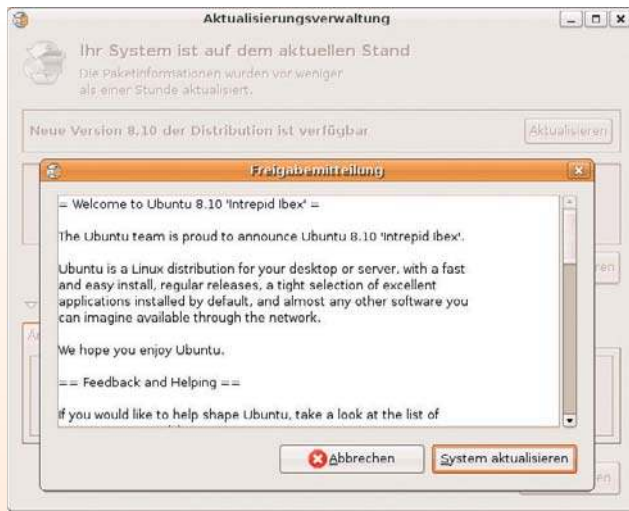 Aktualisierungsverwaltung
Ihr System ist auf dem aktuellen Stand
Die Paketinformationen wurden vor weniger
als einer Stunde aktualisiert.
Neue Version 8.10 der Distribution ist verfügbar
Aktualisieren
Freigabemitteilung
= Welcome to Ubuntu 8.10 'Intrepid Ibex' =
The Ubuntu team is proud to announce Ubuntu 8.10 'Intrepid Ibex'.
Ubuntu is a Linux distribution for your desktop or server, with a fast
and easy install, regular releases, a tight selection of excellent
applications installed by default, and almost any other software you
can imagine available through the network.
We hope you enjoy Ubuntu.
== Feedback and Helping ==
If you would like to help shape Ubuntu, take a look at the list of
Abbrechen
System aktualisieren